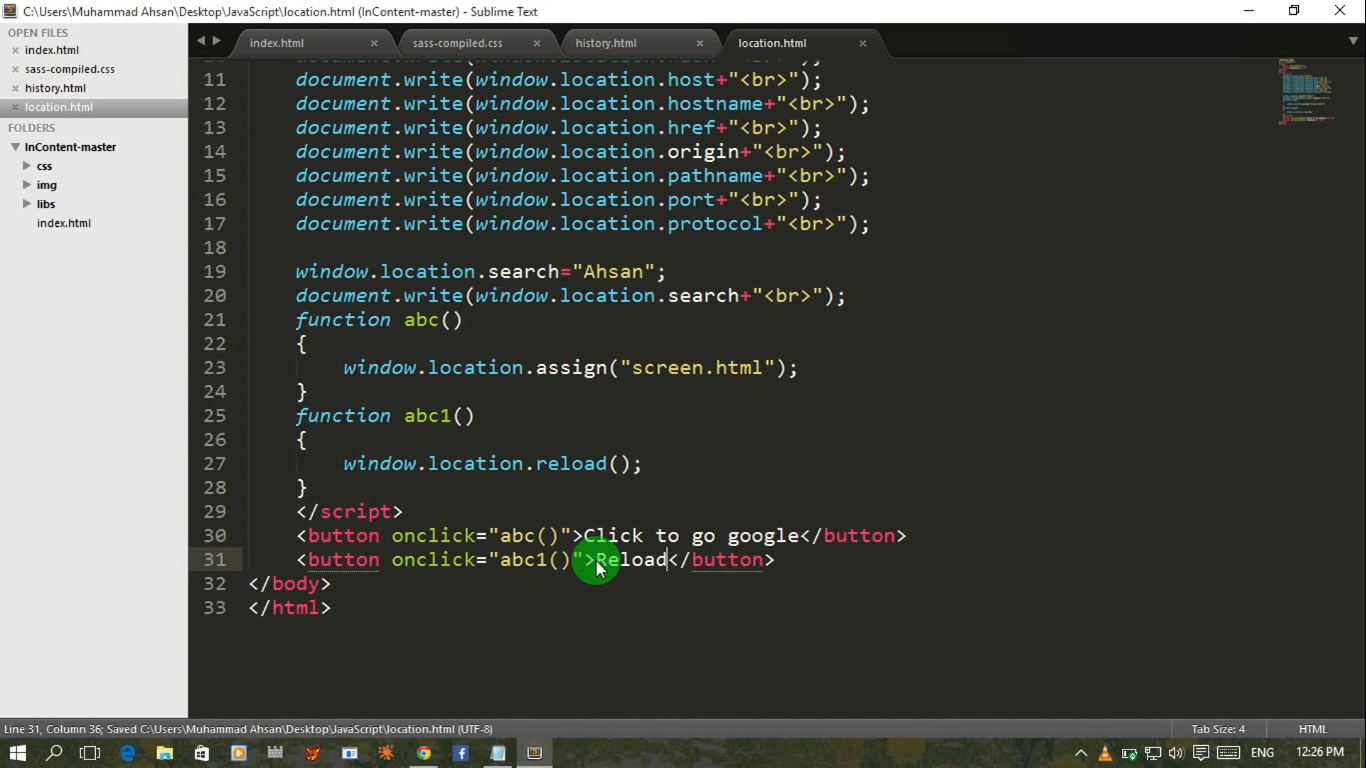 C:\Users\Muhammad Ahsan\Desktop\JavaScript\location.html (InContent-master) - Sublime Text
OPEN FILES
index.html
sass-compiled.css
history.html
location.html
FOLDERS
InContent-master
css
img
libs
index.html
index.html sass-compiled.css history.html location.html
11 document.write(window.location.host+"<br>");
12 document.write(window.location.hostname+"<br>");
13 document.write(window.location.href+"<br>");
14 document.write(window.location.origin+"<br>");
15 document.write(window.location.pathname+"<br>");
16 document.write(window.location.port+"<br>");
17 document.write(window.location.protocol+"<br>");
18
19 window.location.search="Ahsan";
20 document.write(window.location.search+"<br>");
21 function abc()
22 {
23 window.location.assign("screen.html");
24 }
25 function abc1()
26 {
27 window.location.reload();
28 }
29 </script>
30 <button onclick="abc()">Click to go google</button>
31 <button onclick="abc1()">Reload</button>
32 </body>
33 </html>
Line 31, Column 36; Saved C:\Users\Muhammad Ahsan\Desktop\JavaScript\location.html (UTF-8) Tab Size: 4 HTML
ENG 12:26 PM